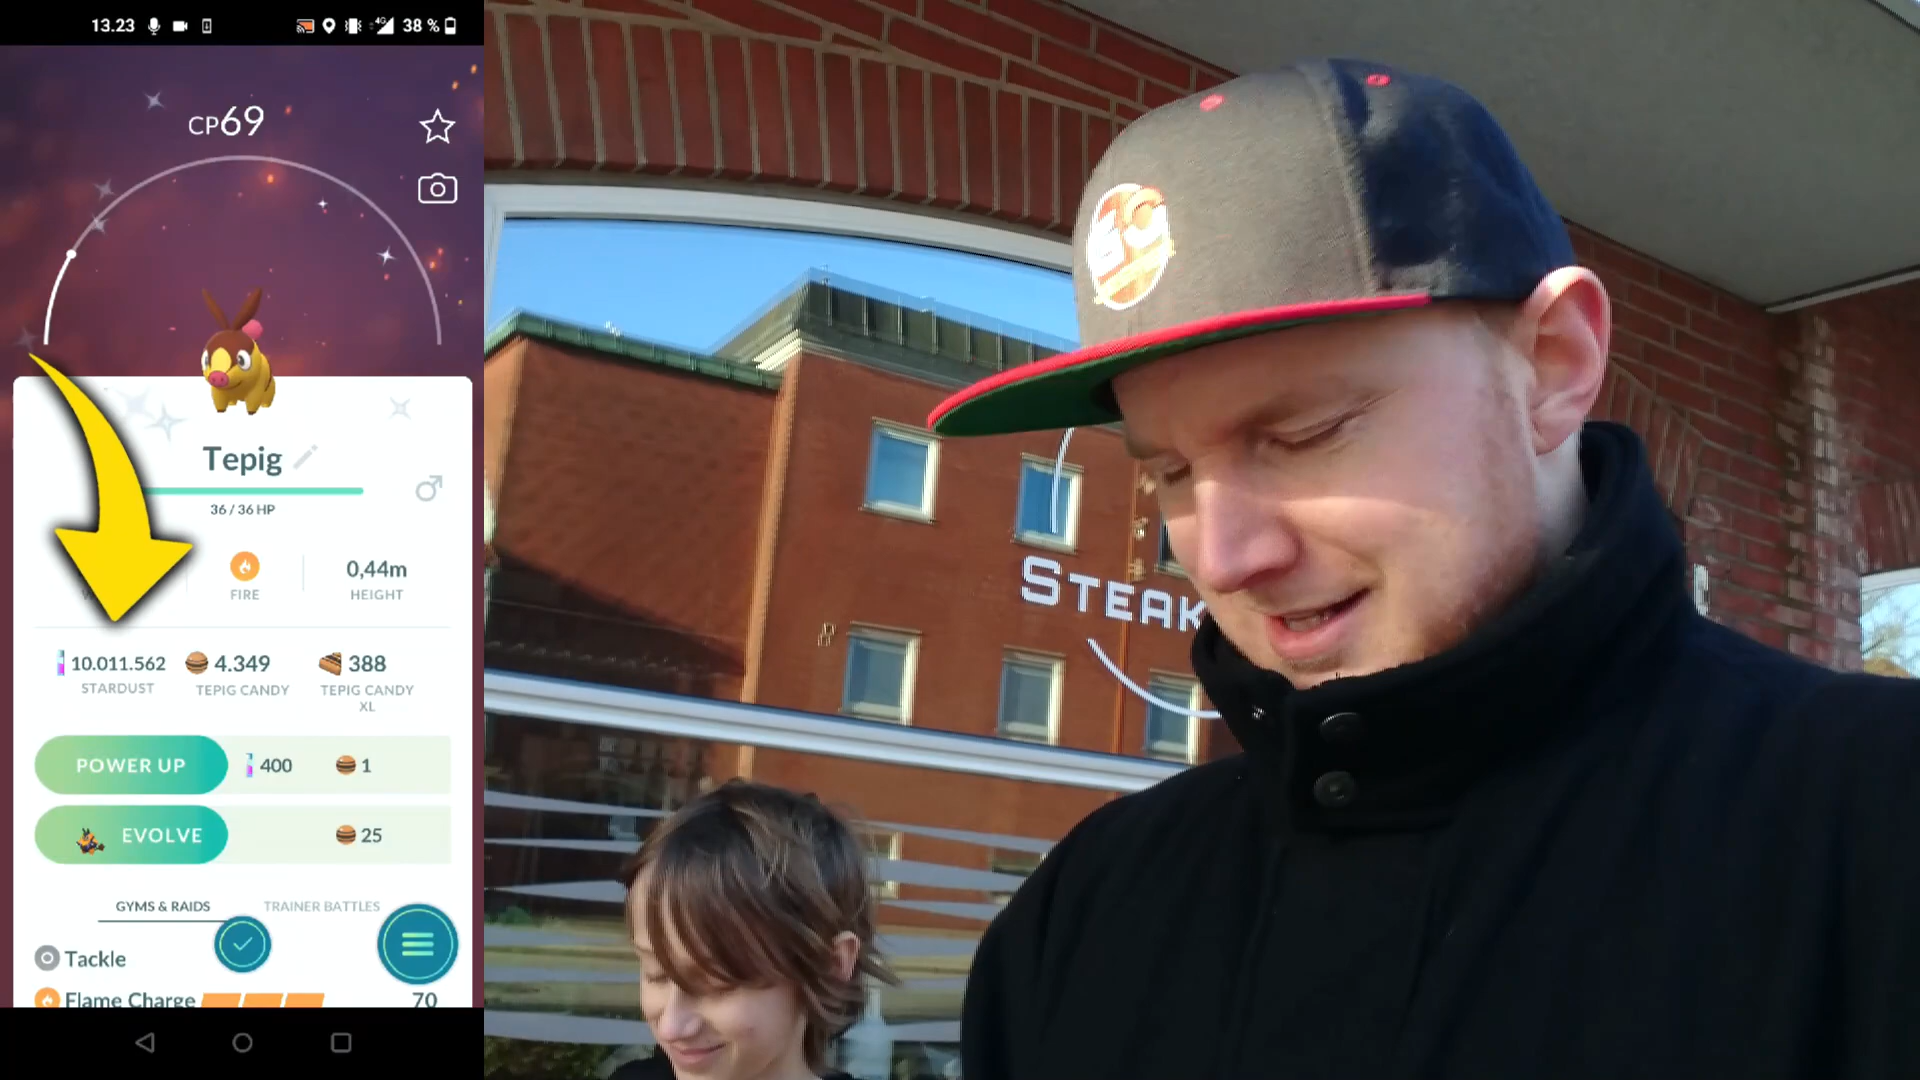 13.23
4G
38 %
CP69
Tepig
36 / 36 HP
FIRE
0,44m
HEIGHT
10.011.562
STARDUST
4.349
TEPIG CANDY
388
TEPIG CANDY
XL
POWER UP
400
1
EVOLVE
25
GYMS & RAIDS
TRAINER BATTLES
Tackle
Flame Charge
70
STEAK